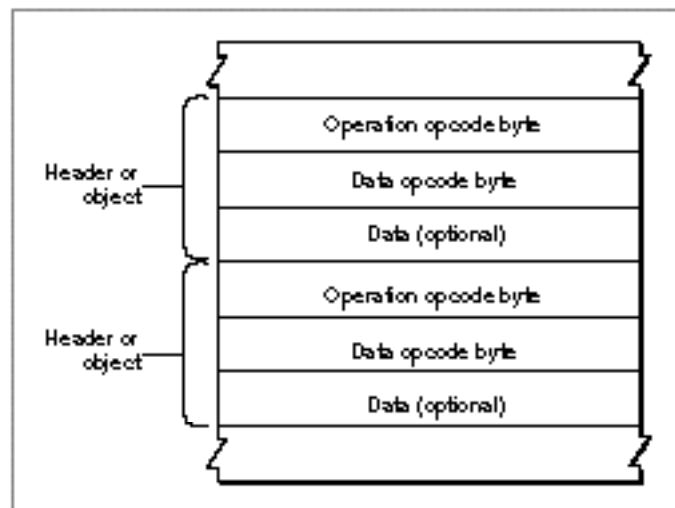 Operation opcode byte
Header or
object
Data opcode byte
Data (optional)
Operation opcode byte
Header or
object
Data opcode byte
Data (optional)